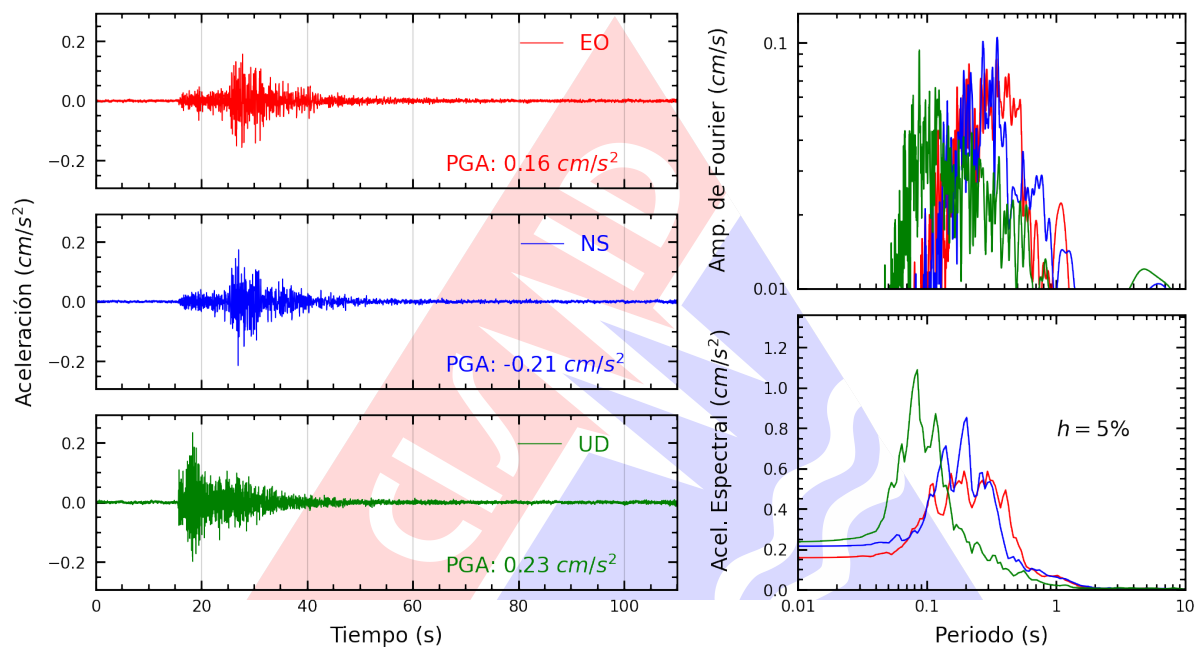 Aceleración (cm/s²)
0.2
0.0
−0.2
EO
PGA: 0.16 cm/s²
0.2
0.0
−0.2
NS
PGA: -0.21 cm/s²
0.2
0.0
−0.2
UD
PGA: 0.23 cm/s²
0 20 40 60 80 100
Tiempo (s)
Amp. de Fourier (cm/s)
0.1
0.01
Acel. Espectral (cm/s²)
1.2
1.0
0.8
0.6
0.4
0.2
0.0
h = 5%
0.01 0.1 1 10
Periodo (s)
CISMID